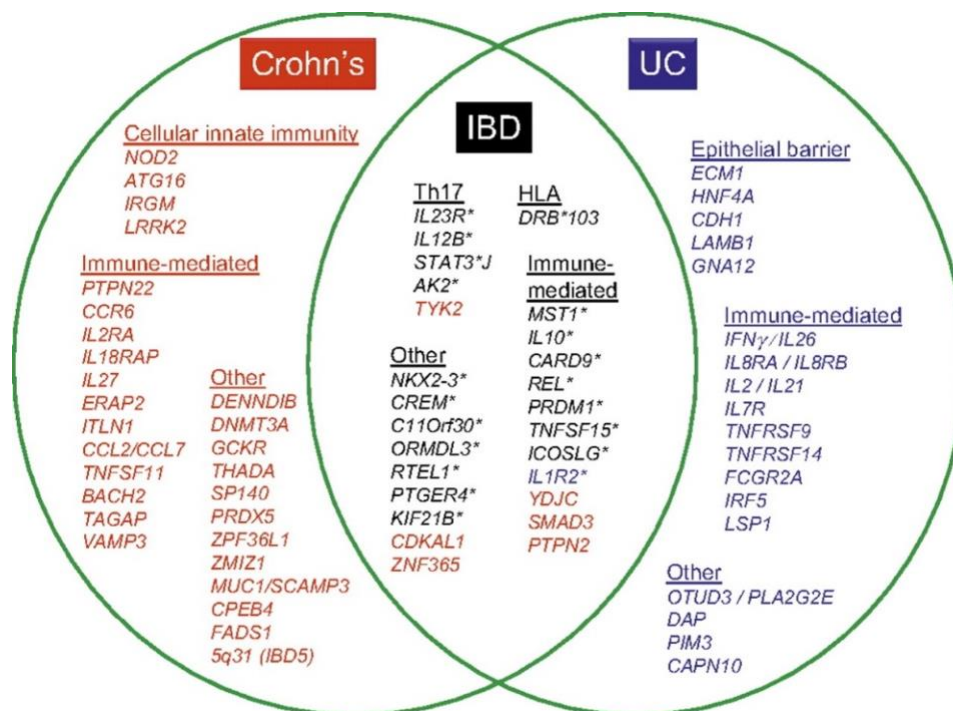 Crohn's
Cellular innate immunity
NOD2
ATG16
IRGM
LRRK2
Immune-mediated
PTPN22
CCR6
IL2RA
IL18RAP
IL27
ERAP2
ITLN1
CCL2/CCL7
TNFSF11
BACH2
TAGAP
VAMP3
Other
DENNDIB
DNMT3A
GCKR
THADA
SP140
PRDX5
ZPF36L1
ZMIZ1
MUC1/SCAMP3
CPEB4
FADS1
5q31 (IBD5)
IBD
Th17
IL23R*
IL12B*
STAT3*J
AK2*
TYK2
Other
NKX2-3*
CREM*
C11Orf30*
ORMDL3*
RTEL1*
PTGER4*
KIF21B*
CDKAL1
ZNF365
HLA
DRB*103
Immune-
mediated
MST1*
IL10*
CARD9*
REL*
PRDM1*
TNFSF15*
ICOSLG*
IL1R2*
YDJC
SMAD3
PTPN2
UC
Epithelial barrier
ECM1
HNF4A
CDH1
LAMB1
GNA12
Immune-mediated
IFNγ/IL26
IL8RA / IL8RB
IL2 / IL21
IL7R
TNFRSF9
TNFRSF14
FCGR2A
IRF5
LSP1
Other
OTUD3 / PLA2G2E
DAP
PIM3
CAPN10